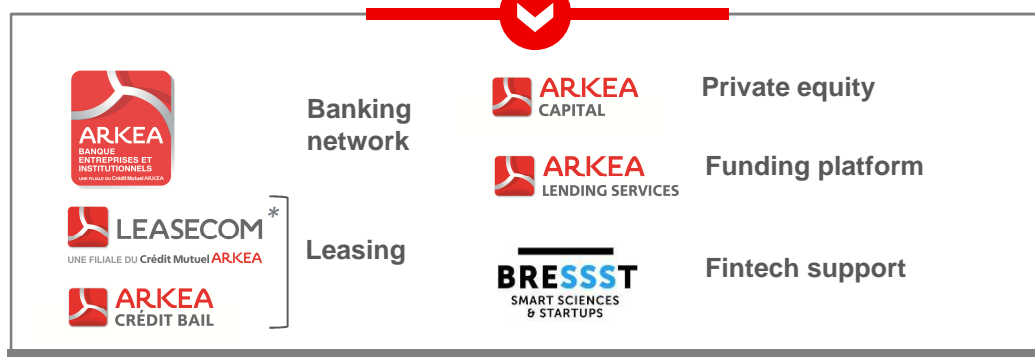 ARKEA
BANQUE
ENTREPRISES ET
INSTITUTIONNELS
UNE FILIALE DU Crédit Mutuel ARKEA
Banking
network
LEASECOM*
UNE FILIALE DU Crédit Mutuel ARKEA
ARKEA
CRÉDIT BAIL
Leasing
ARKEA
CAPITAL
Private equity
ARKEA
LENDING SERVICES
Funding platform
BRESSST
SMART SCIENCES
& STARTUPS
Fintech support